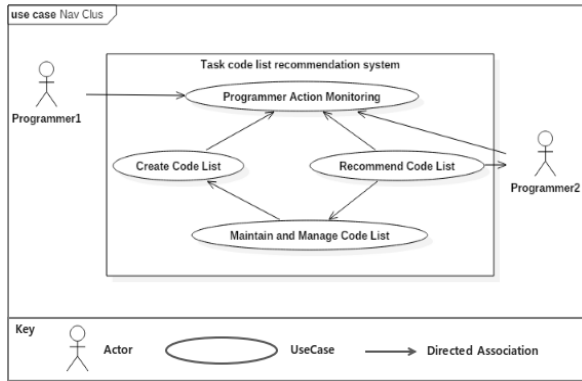 use case Nav Clus
Task code list recommendation system
Programmer Action Monitoring
Programmer1
Create Code List
Recommend Code List
Programmer2
Maintain and Manage Code List
Key
Actor
UseCase
Directed Association